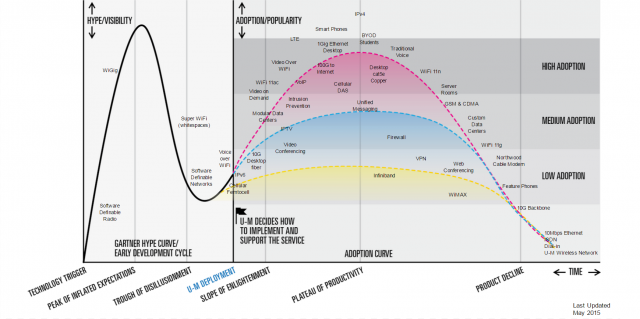 HYPE/VISIBILITY
ADOPTION/POPULARITY
IPv4
Smart Phones
LTE
BYOD
Students
10Gig Ethernet
Desktop
Traditional
Voice
Video Over
WiFi
100G to
Internet
Desktop
cat5e
Copper
WiFi 11n
HIGH ADOPTION
WiGig
WiFi 11ac
VoIP
Cellular
DAS
Server
Rooms
Video on
Demand
Intrusion
Prevention
Unified
Messaging
GSM & CDMA
Modular Data
Centers
Super WiFi
(whitespaces)
IPTV
Custom
Data
Centers
MEDIUM ADOPTION
Firewall
Video
Conferencing
WiFi 11g
Voice
over
WiFi
10G
Desktop
fiber
VPN
Northwood
Cable Modem
Web
Conferencing
Software
Definable
Networks
IPv6
Infiniband
LOW ADOPTION
Cellular
Femtocell
Feature Phones
WiMAX
Software
Definable
Radio
10G Backbone
U-M DECIDES HOW
TO IMPLEMENT AND
SUPPORT THE SERVICE
10Mbps Ethernet
ISDN
Dial-in
U-M Wireless Network
GARTNER HYPE CURVE/
EARLY DEVELOPMENT CYCLE
ADOPTION CURVE
TIME
TECHNOLOGY TRIGGER
PEAK OF INFLATED EXPECTATIONS
TROUGH OF DISILLUSIONMENT
U-M DEPLOYMENT
SLOPE OF ENLIGHTENMENT
PLATEAU OF PRODUCTIVITY
PRODUCT DECLINE
Last Updated
May 2015